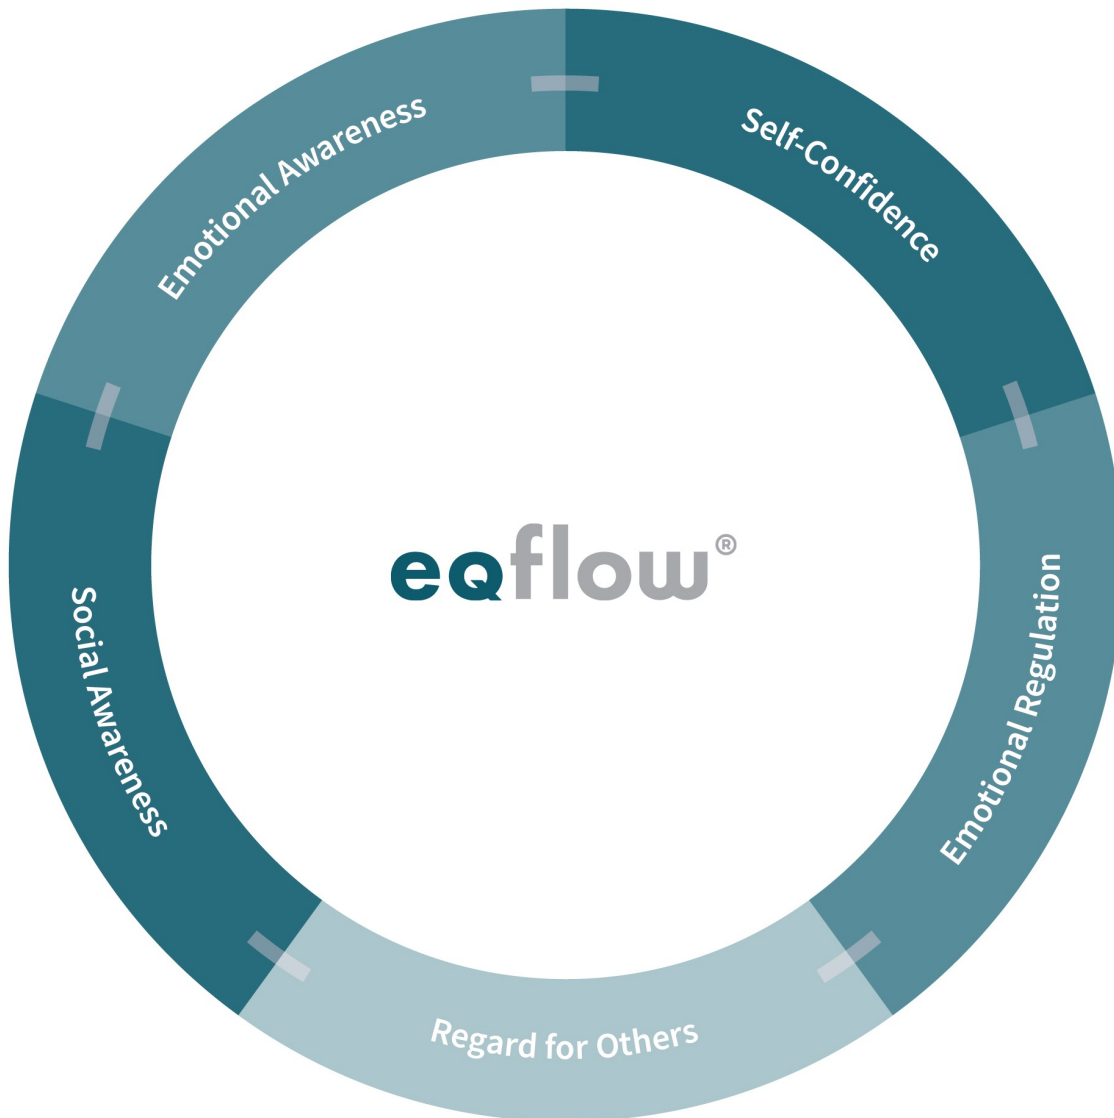 Self-Confidence
Emotional Regulation
Regard for Others
Social Awareness
Emotional Awareness
eqflow®